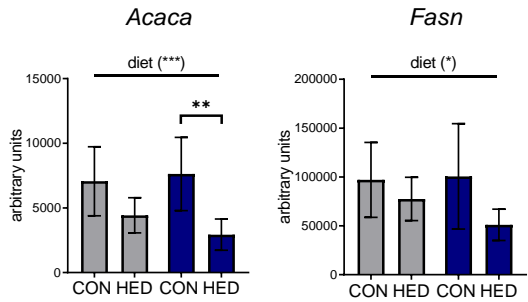 Acaca
diet (***)
**
15000
10000
5000
0
arbitrary units
CON HED CON HED
Fasn
diet (*)
200000
150000
100000
50000
0
arbitrary units
CON HED CON HED